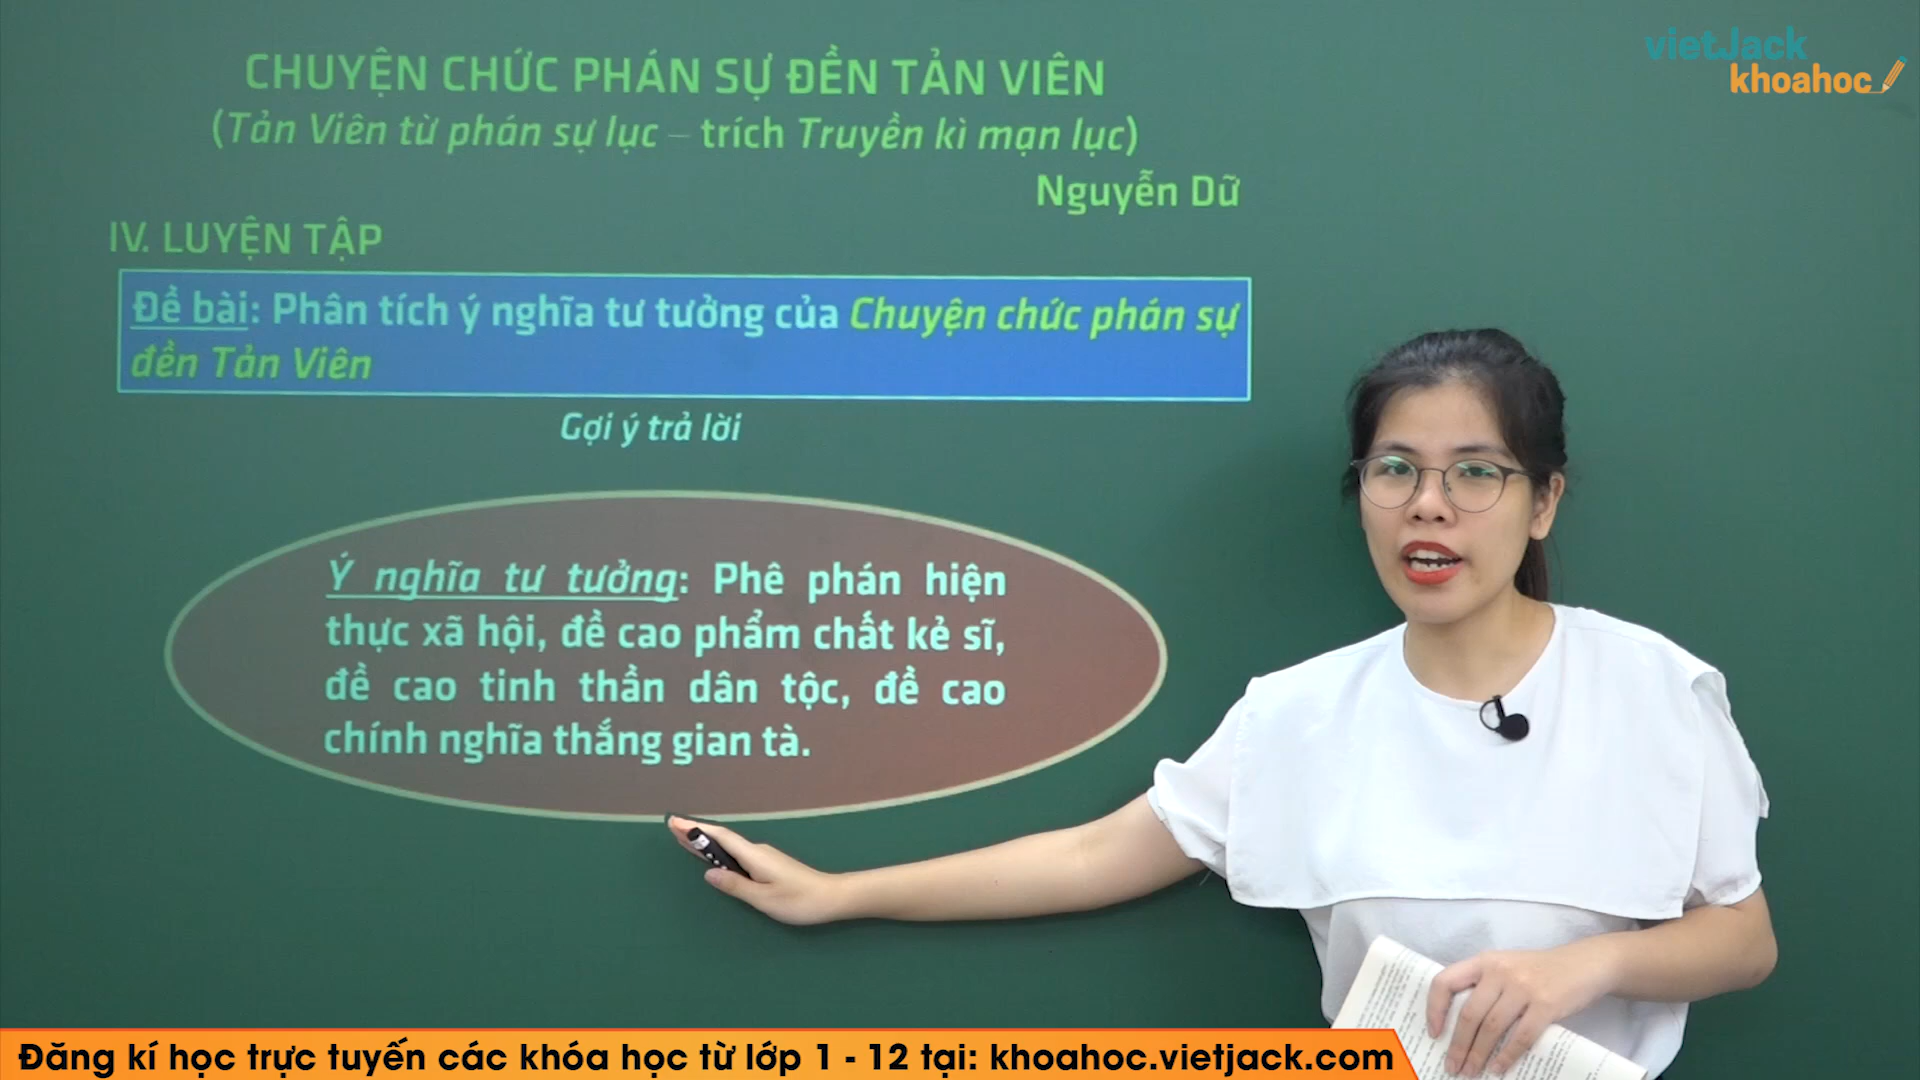 vietJack
khoahoc
CHUYỆN CHỨC PHÁN SỰ ĐỀN TẢN VIÊN
(Tản Viên từ phán sự lục – trích Truyền kì mạn lục)
Nguyễn Dữ
IV. LUYỆN TẬP
Đề bài: Phân tích ý nghĩa tư tưởng của Chuyện chức phán sự
đền Tản Viên
Gợi ý trả lời
Ý nghĩa tư tưởng: Phê phán hiện
thực xã hội, đề cao phẩm chất kẻ sĩ,
đề cao tinh thần dân tộc, đề cao
chính nghĩa thắng gian tà.
Đăng kí học trực tuyến các khóa học từ lớp 1 - 12 tại: khoahoc.vietjack.com